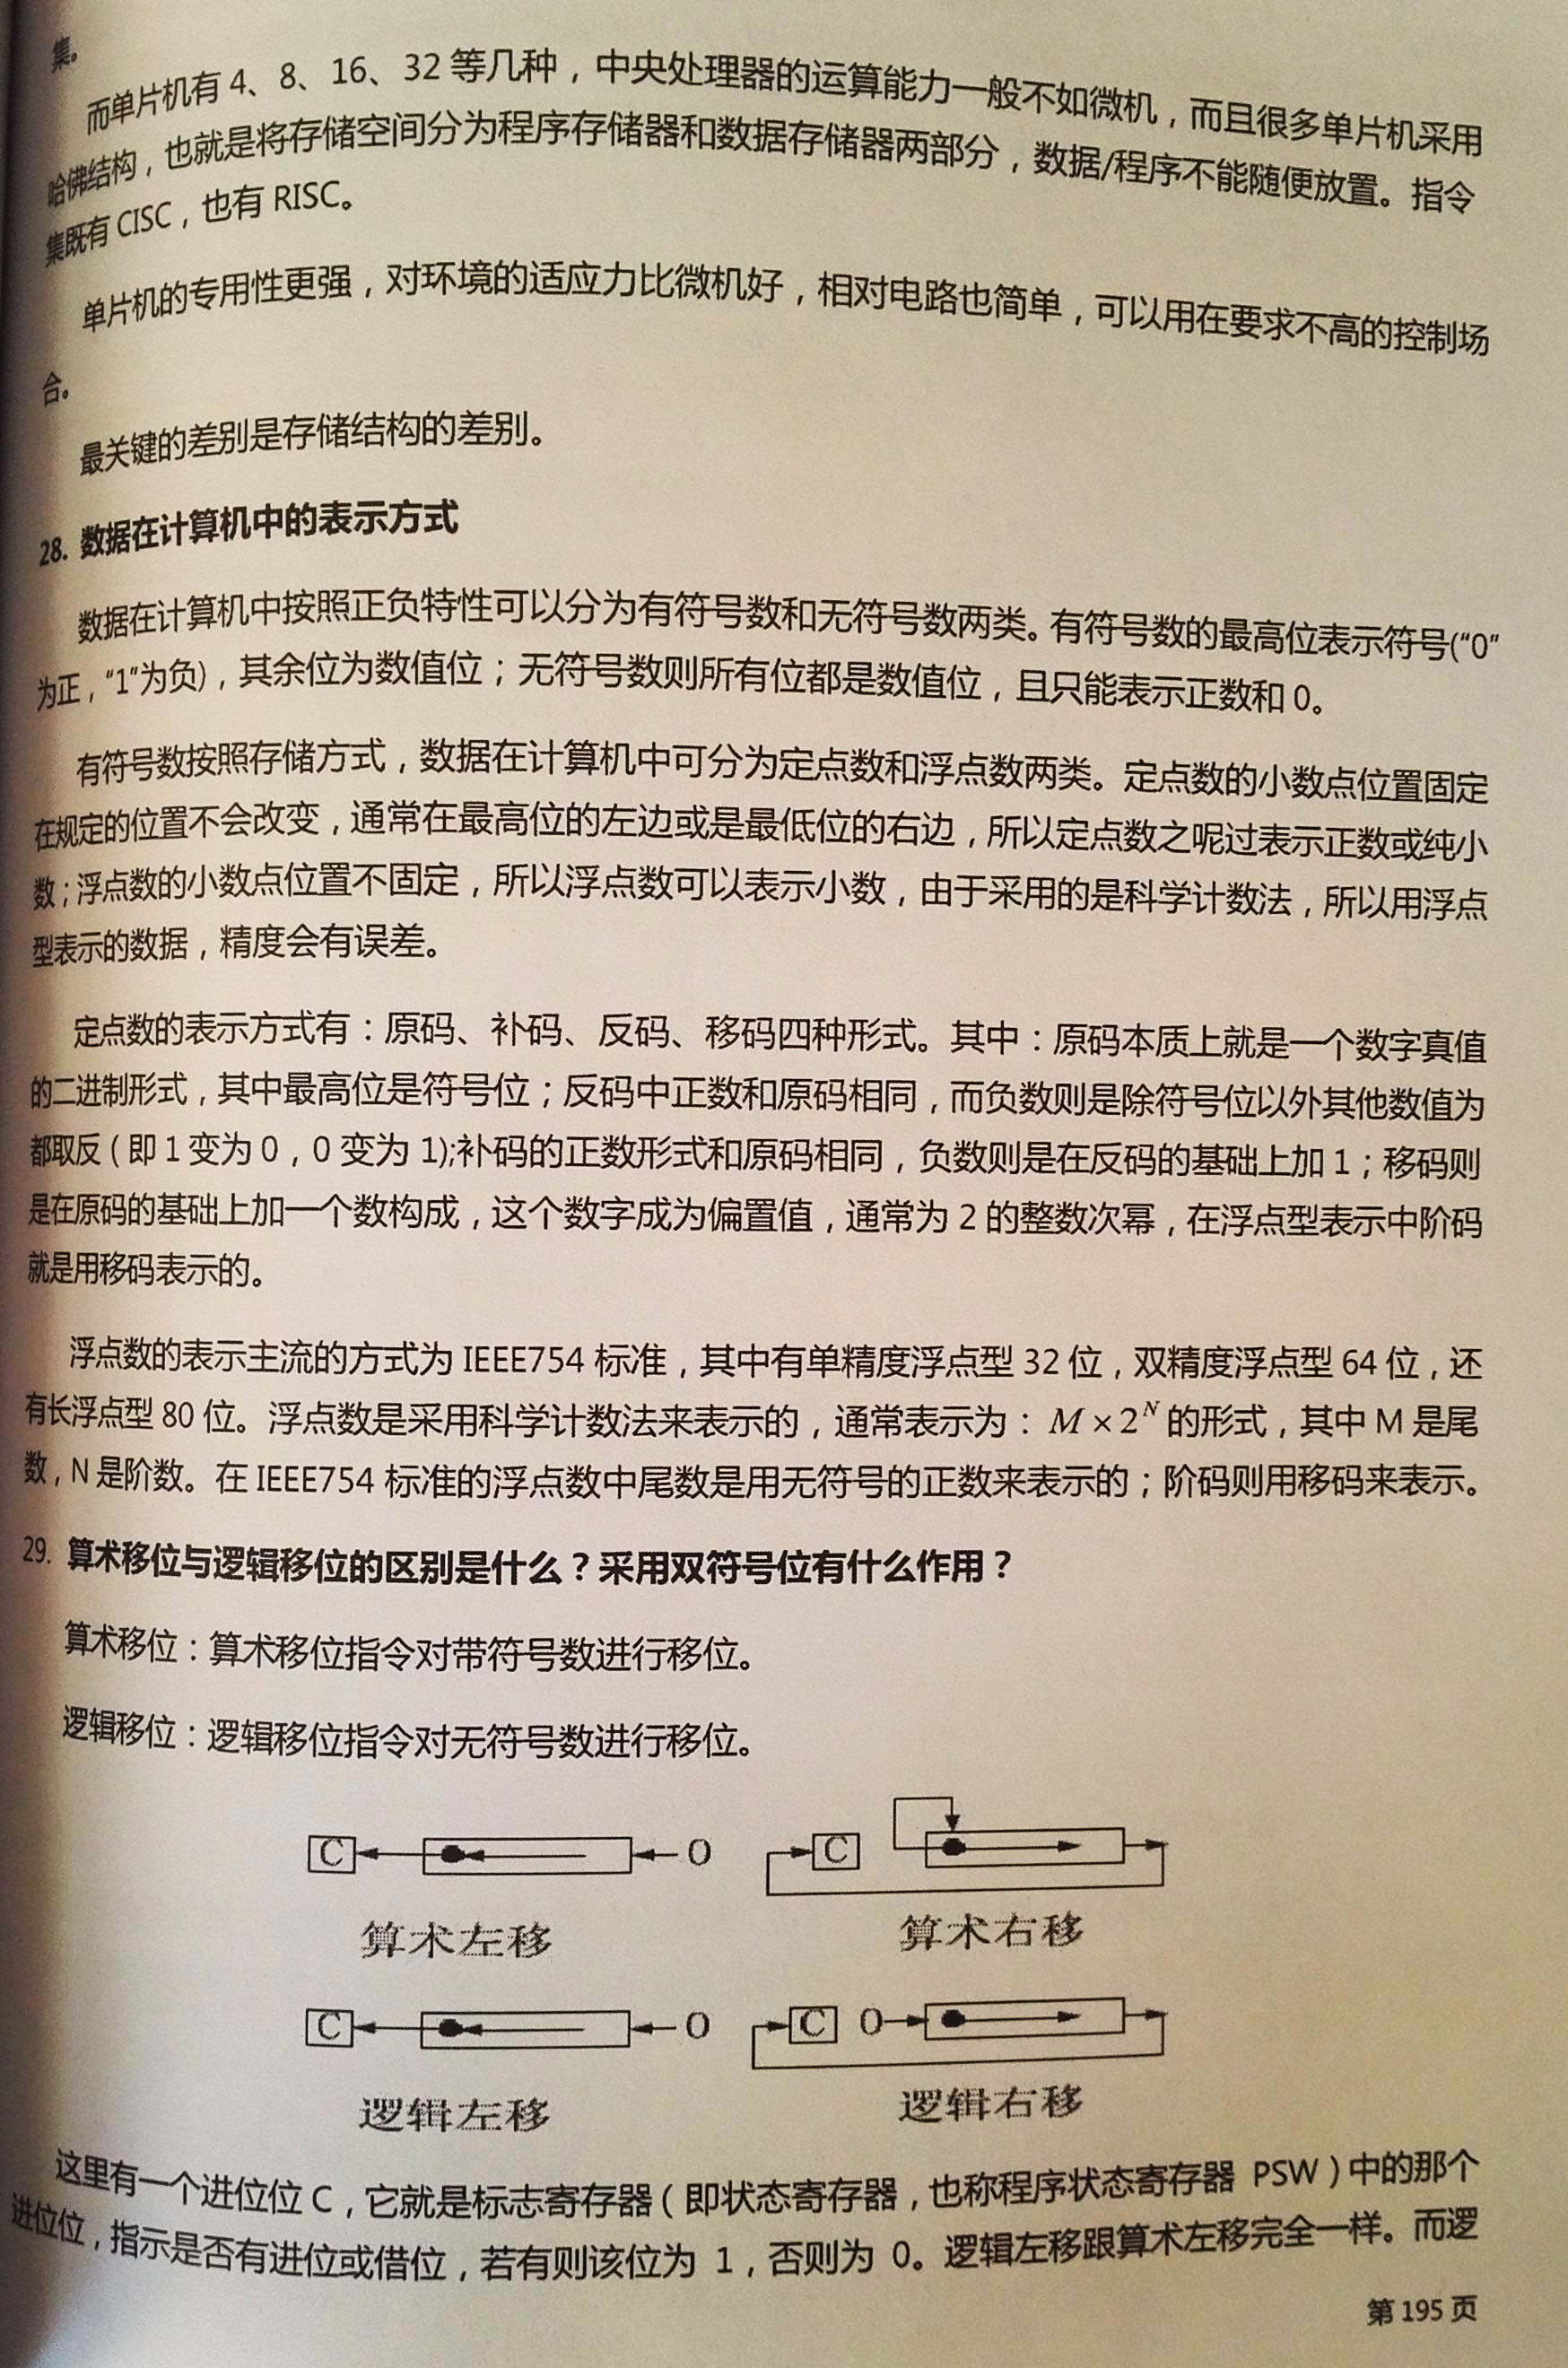 集。
而单片机有 4、8、16、32 等几种，中央处理器的运算能力一般不如微机，而且很多单片机采用
哈佛结构，也就是将存储空间分为程序存储器和数据存储器两部分，数据/程序不能随便放置。指令
集既有 CISC，也有 RISC。
单片机的专用性更强，对环境的适应力比微机好，相对电路也简单，可以用在要求不高的控制场
合。
最关键的差别是存储结构的差别。
28. 数据在计算机中的表示方式
数据在计算机中按照正负特性可以分为有符号数和无符号数两类。有符号数的最高位表示符号(“0”
为正，“1”为负)，其余位为数值位；无符号数则所有位都是数值位，且只能表示正数和 0。
有符号数按照存储方式，数据在计算机中可分为定点数和浮点数两类。定点数的小数点位置固定
在规定的位置不会改变，通常在最高位的左边或是最低位的右边，所以定点数之呢过表示正数或纯小
数；浮点数的小数点位置不固定，所以浮点数可以表示小数，由于采用的是科学计数法，所以用浮点
型表示的数据，精度会有误差。
定点数的表示方式有：原码、补码、反码、移码四种形式。其中：原码本质上就是一个数字真值
的二进制形式，其中最高位是符号位；反码中正数和原码相同，而负数则是除符号位以外其他数值为
都取反（即 1 变为 0，0 变为 1);补码的正数形式和原码相同，负数则是在反码的基础上加 1；移码则
是在原码的基础上加一个数构成，这个数字成为偏置值，通常为 2 的整数次幂，在浮点型表示中阶码
就是用移码表示的。
浮点数的表示主流的方式为 IEEE754 标准，其中有单精度浮点型 32 位，双精度浮点型 64 位，还
有长浮点型 80 位。浮点数是采用科学计数法来表示的，通常表示为：M×2^N 的形式，其中 M 是尾
数，N 是阶数。在 IEEE754 标准的浮点数中尾数是用无符号的正数来表示的；阶码则用移码来表示。
29. 算术移位与逻辑移位的区别是什么？采用双符号位有什么作用？
算术移位：算术移位指令对带符号数进行移位。
逻辑移位：逻辑移位指令对无符号数进行移位。
C 0 C
算术左移 算术右移
C 0 C 0
逻辑左移 逻辑右移
这里有一个进位位 C，它就是标志寄存器（即状态寄存器，也称程序状态寄存器 PSW）中的那个
进位位，指示是否有进位或借位，若有则该位为 1，否则为 0。逻辑左移跟算术左移完全一样。而逻
第 195 页